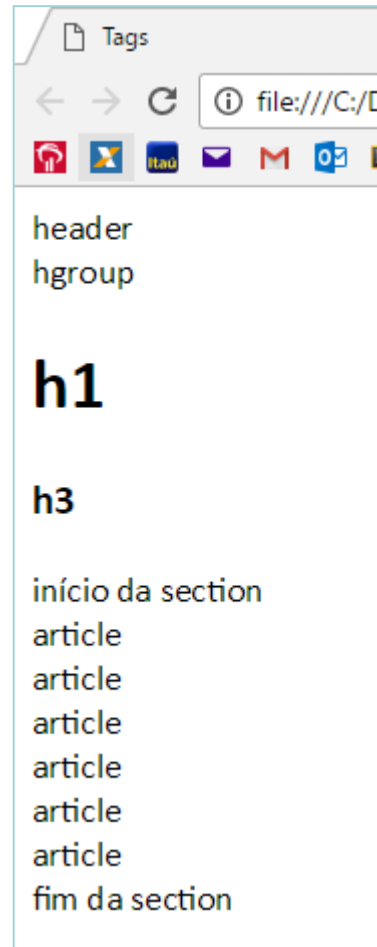 Tags
file:///C:/D
Itaú
header
hgroup
h1
h3
início da section
article
article
article
article
article
article
fim da section